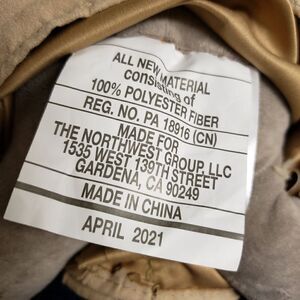 ALL NEW MATERIAL
consisting of
100% POLYESTER FIBER
REG. NO. PA 18916 (CN)
MADE FOR
THE NORTHWEST GROUP, LLC
1535 WEST 139TH STREET
GARDENA, CA 90249
MADE IN CHINA
APRIL 2021